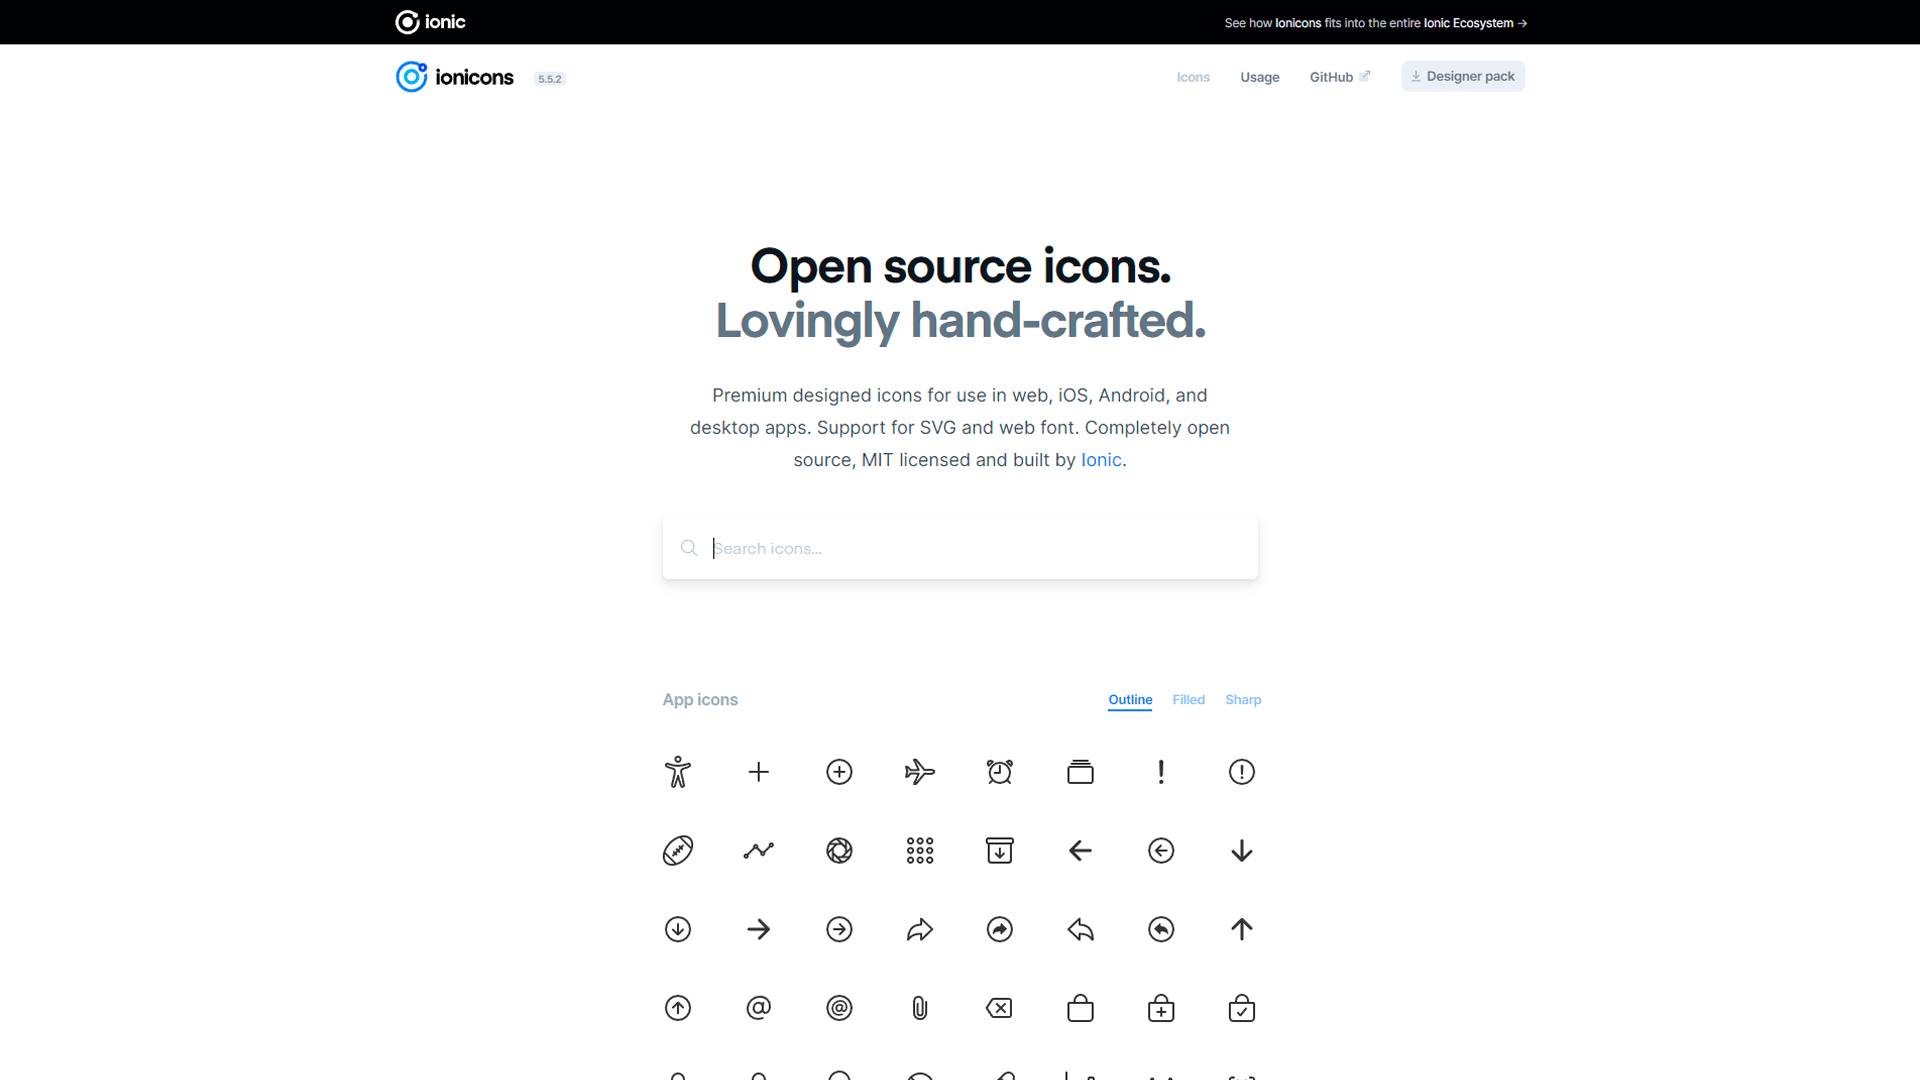 ionic
See how Ionicons fits into the entire Ionic Ecosystem →
ionicons 5.5.2
Icons Usage GitHub Designer pack
Open source icons.
Lovingly hand-crafted.
Premium designed icons for use in web, iOS, Android, and
desktop apps. Support for SVG and web font. Completely open
source, MIT licensed and built by Ionic.
Search icons...
App icons
Outline Filled Sharp